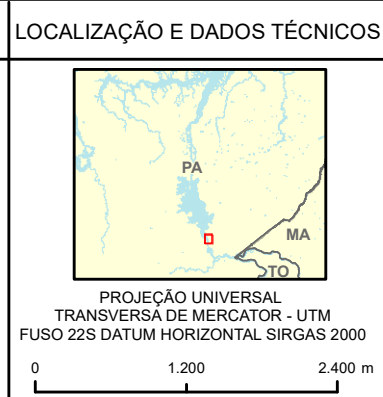 LOCALIZAÇÃO E DADOS TÉCNICOS
PA
MA
TO
PROJEÇÃO UNIVERSAL
TRANSVERSA DE MERCATOR - UTM
FUSO 22S DATUM HORIZONTAL SIRGAS 2000
0 1.200 2.400 m